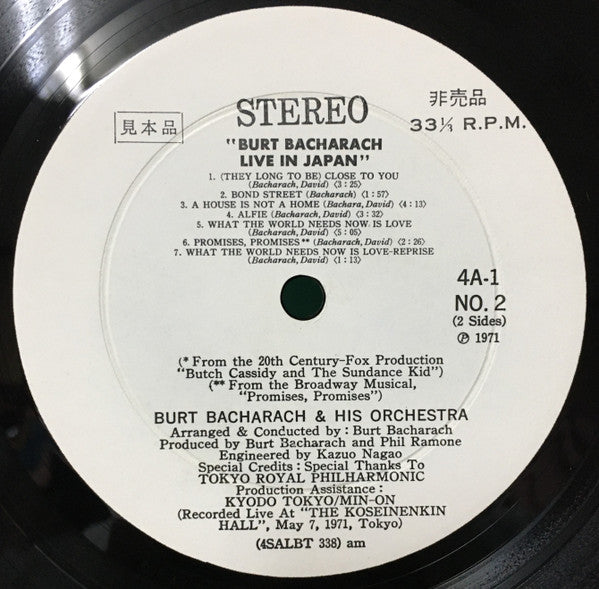 STEREO
見本品
非売品
33⅓ R.P.M.
"BURT BACHARACH
LIVE IN JAPAN"
1. (THEY LONG TO BE) CLOSE TO YOU
(Bacharach, David) (3:25)
2. BOND STREET (Bacharach) (1:57)
3. A HOUSE IS NOT A HOME (Bachara, David) (4:13)
4. ALFIE (Bacharach, David) (3:32)
5. WHAT THE WORLD NEEDS NOW IS LOVE
(Bacharach, David) (5:05)
6. PROMISES, PROMISES** (Bacharach, David) (2:26)
7. WHAT THE WORLD NEEDS NOW IS LOVE-REPRISE
(Bacharach, David) (1:13)
4A-1
NO. 2
(2 Sides)
Ⓟ 1971
(* From the 20th Century-Fox Production
"Butch Cassidy and The Sundance Kid")
(** From the Broadway Musical,
"Promises, Promises")
BURT BACHARACH & HIS ORCHESTRA
Arranged & Conducted by : Burt Bacharach
Produced by Burt Bacharach and Phil Ramone
Engineered by Kazuo Nagao
Special Credits : Special Thanks To
TOKYO ROYAL PHILHARMONIC
Production Assistance :
KYODO TOKYO/MIN-ON
(Recorded Live At "THE KOSEINENKIN
HALL", May 7, 1971, Tokyo)
(4SALBT 338) am